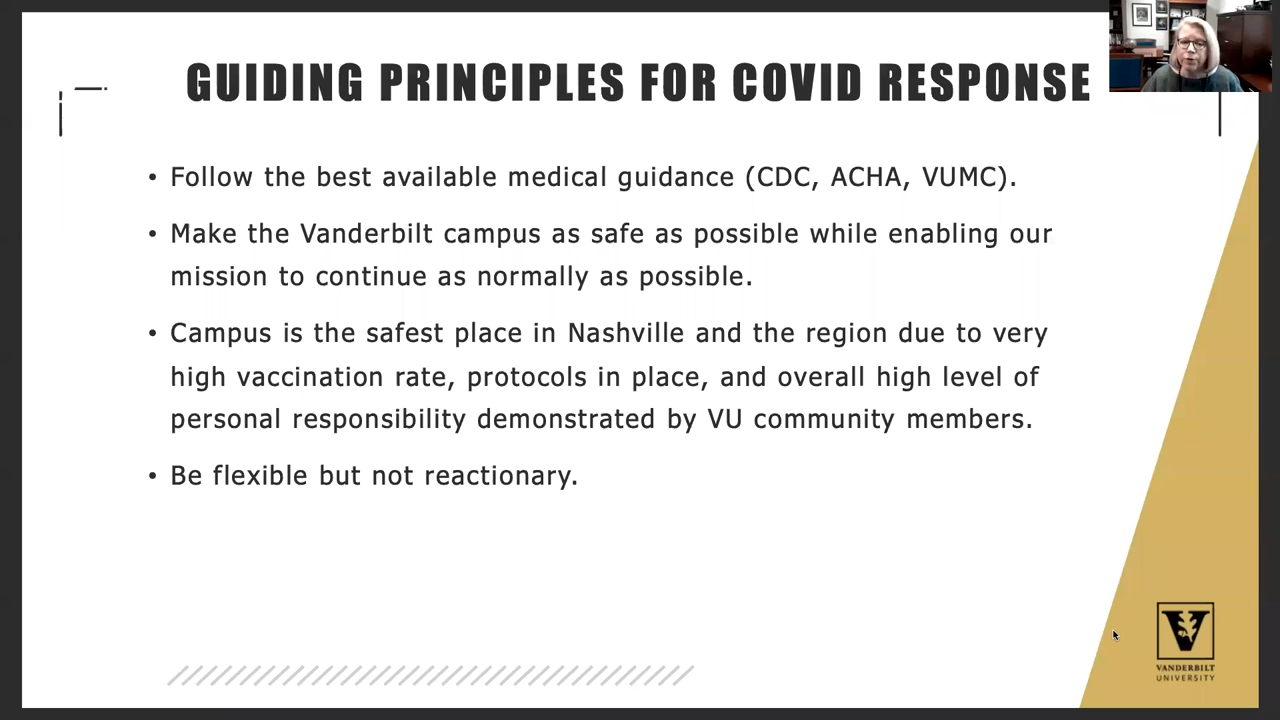 GUIDING PRINCIPLES FOR COVID RESPONSE
• Follow the best available medical guidance (CDC, ACHA, VUMC).
• Make the Vanderbilt campus as safe as possible while enabling our
mission to continue as normally as possible.
• Campus is the safest place in Nashville and the region due to very
high vaccination rate, protocols in place, and overall high level of
personal responsibility demonstrated by VU community members.
• Be flexible but not reactionary.
V
VANDERBILT
UNIVERSITY